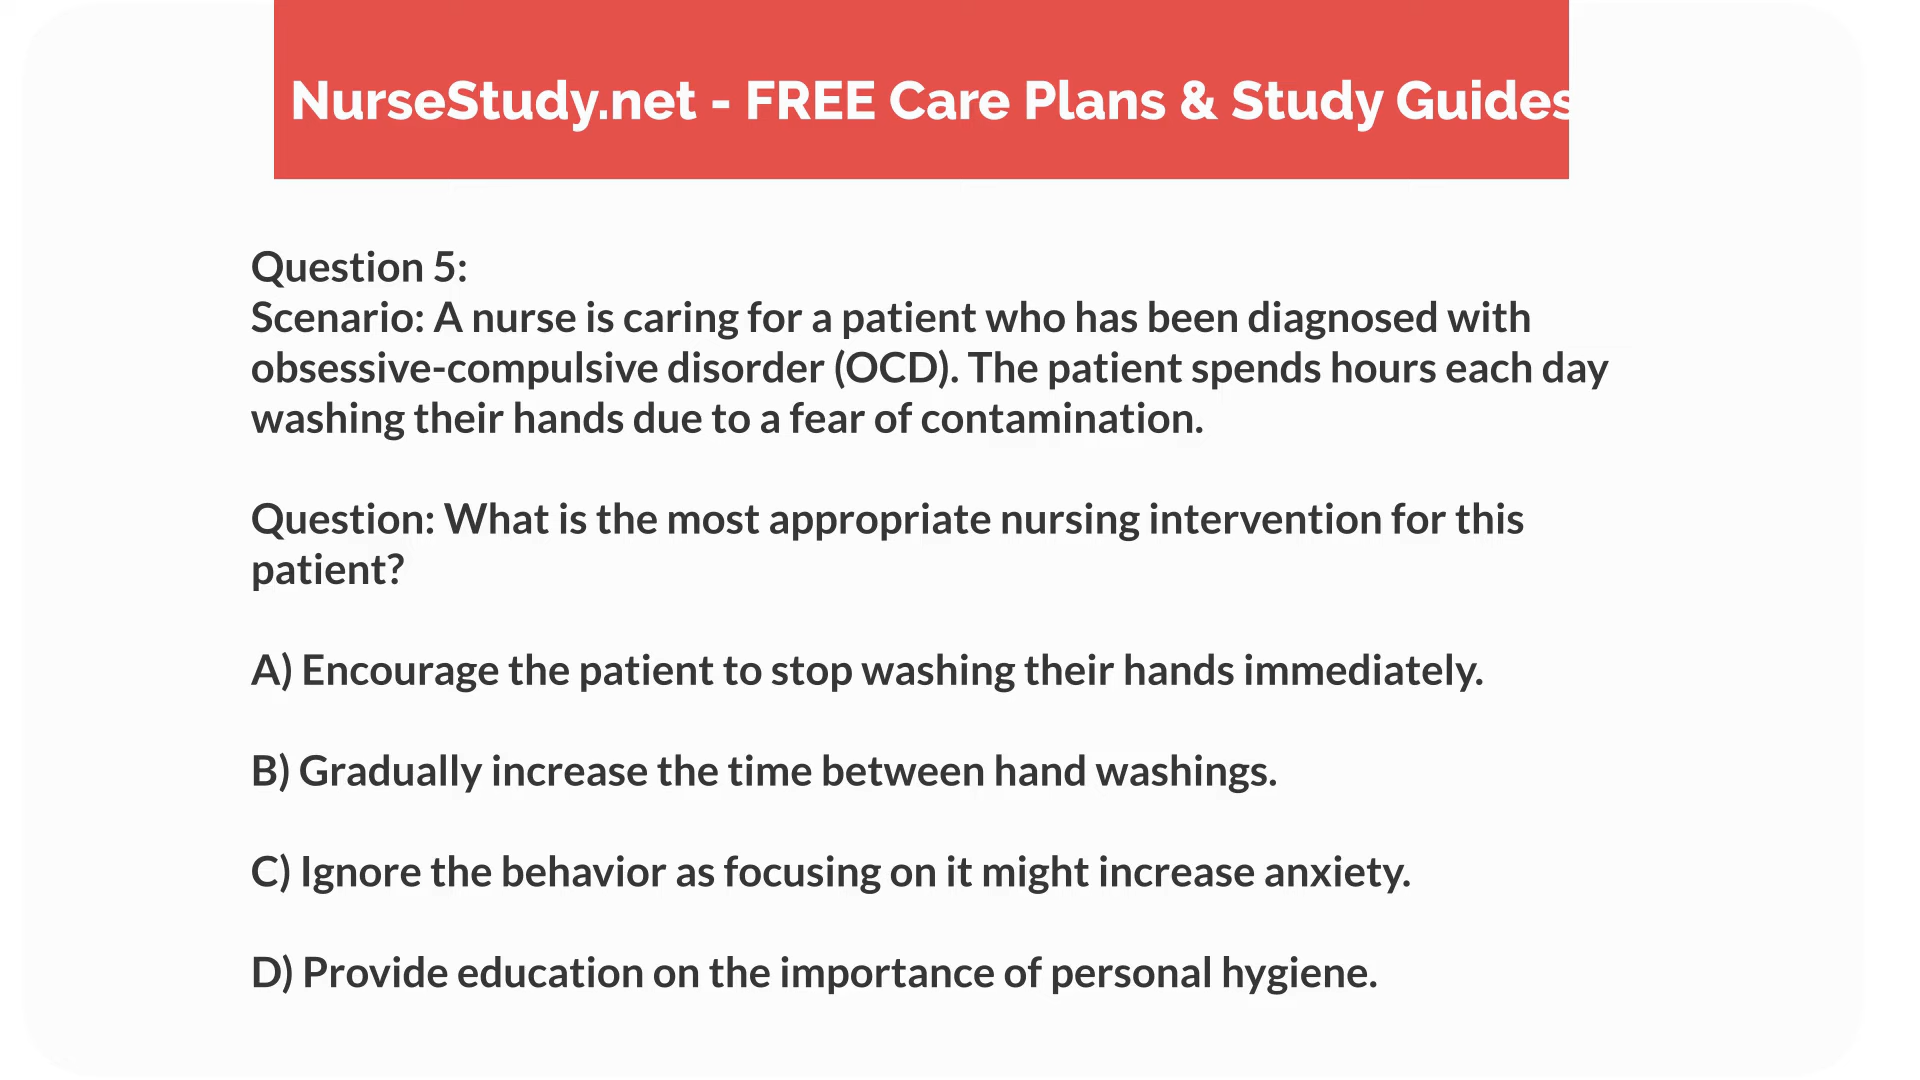 NurseStudy.net - FREE Care Plans & Study Guides
Question 5:
Scenario: A nurse is caring for a patient who has been diagnosed with
obsessive-compulsive disorder (OCD). The patient spends hours each day
washing their hands due to a fear of contamination.
Question: What is the most appropriate nursing intervention for this
patient?
A) Encourage the patient to stop washing their hands immediately.
B) Gradually increase the time between hand washings.
C) Ignore the behavior as focusing on it might increase anxiety.
D) Provide education on the importance of personal hygiene.